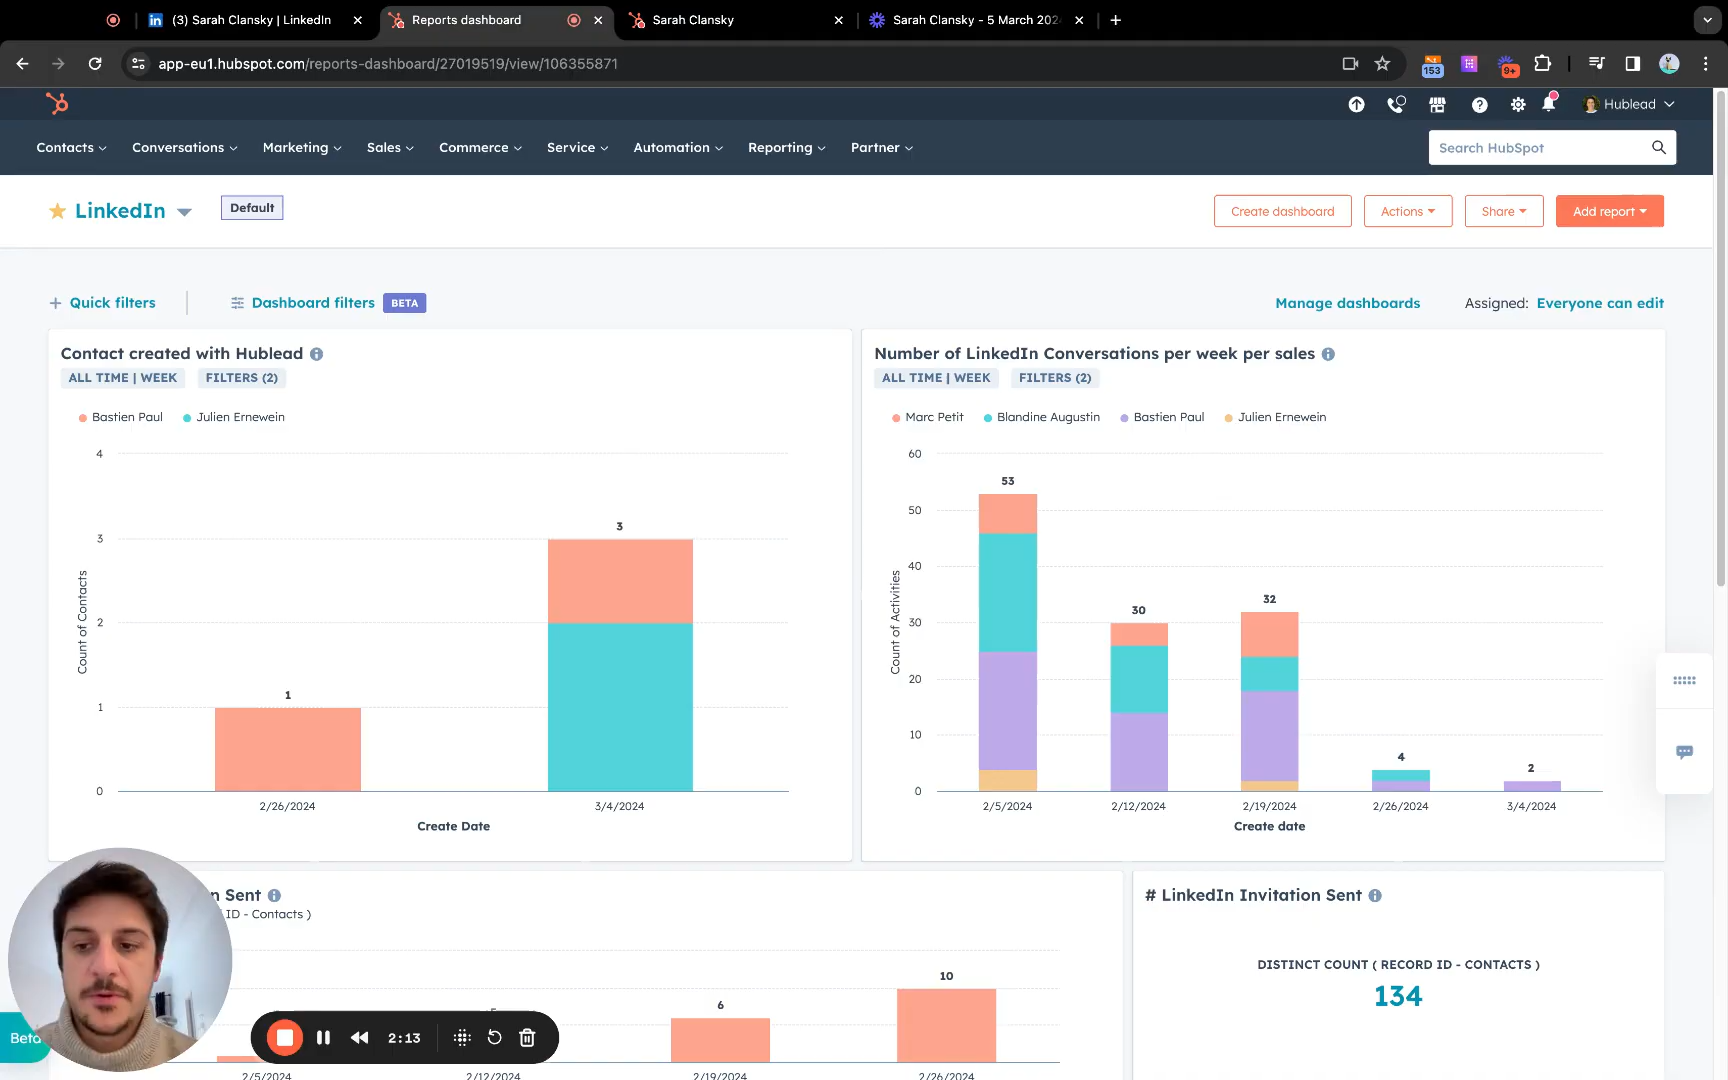 (3) Sarah Clansky | LinkedIn
Reports dashboard
Sarah Clansky
Sarah Clansky - 5 March 202
app-eu1.hubspot.com/reports-dashboard/27019519/view/106355871
153
9+
Hublead
Contacts
Conversations
Marketing
Sales
Commerce
Service
Automation
Reporting
Partner
Search HubSpot
LinkedIn
Default
Create dashboard
Actions
Share
Add report
Quick filters
Dashboard filters
BETA
Manage dashboards
Assigned: Everyone can edit
Contact created with Hublead
ALL TIME | WEEK
FILTERS (2)
Bastien Paul
Julien Ernewein
4
3
2
1
0
Count of Contacts
1
3
2/26/2024
3/4/2024
Create Date
Number of LinkedIn Conversations per week per sales
ALL TIME | WEEK
FILTERS (2)
Marc Petit
Blandine Augustin
Bastien Paul
Julien Ernewein
60
50
40
30
20
10
0
Count of Activities
53
30
32
4
2
2/5/2024
2/12/2024
2/19/2024
2/26/2024
3/4/2024
Create date
n Sent
ID - Contacts )
6
10
2/5/2024
2/12/2024
2/19/2024
2/26/2024
# LinkedIn Invitation Sent
DISTINCT COUNT ( RECORD ID - CONTACTS )
134
Beta
2:13